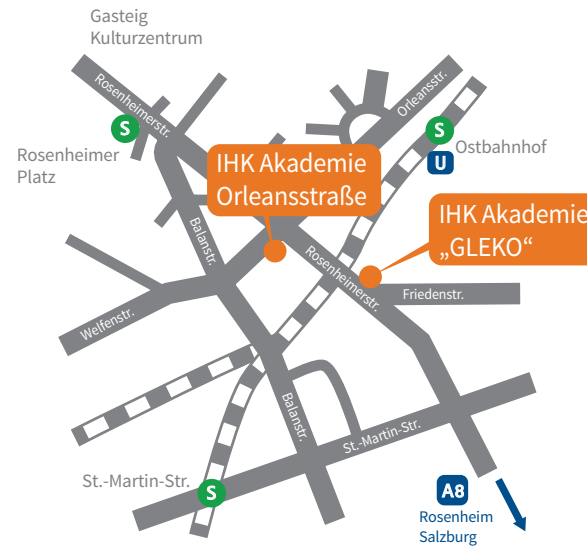 Gasteig
Kulturzentrum
Rosenheimerstr.
S
Rosenheimer
Platz
Orleansstr.
S
Ostbahnhof
U
IHK Akademie
Orleansstraße
IHK Akademie
„GLEKO“
Balanstr.
Rosenheimerstr.
Friedenstr.
Welfenstr.
Balanstr.
St.-Martin-Str.
St.-Martin-Str.
S
A8
Rosenheim
Salzburg